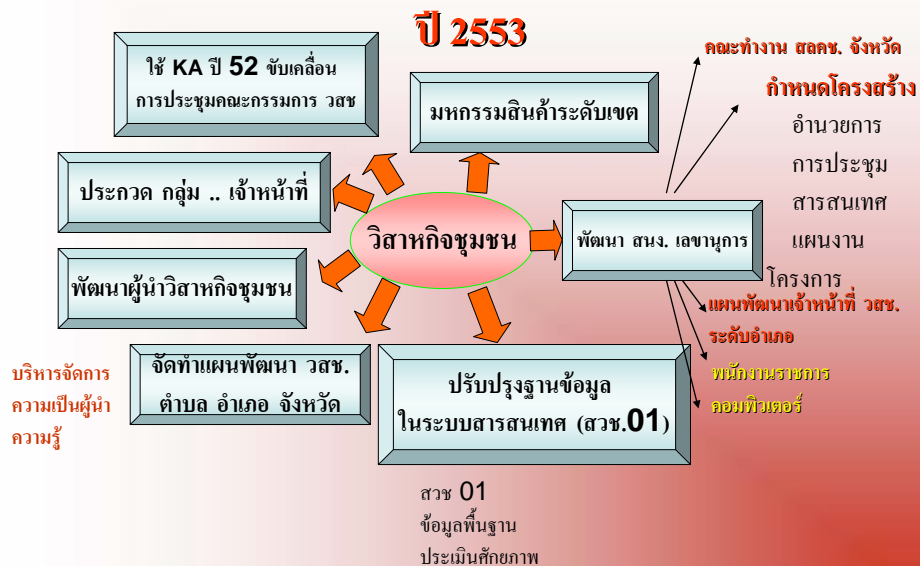 ปี 2553
ใช้ KA ปี 52 ขับเคลื่อน
การประชุมคณะกรรมการ วสช
มหกรรมสินค้าระดับเขต
ประกวด กลุ่ม .. เจ้าหน้าที่
วิสาหกิจชุมชน
พัฒนาผู้นำวิสาหกิจชุมชน
จัดทำแผนพัฒนา วสช.
ตำบล อำเภอ จังหวัด
บริหารจัดการ
ความเป็นผู้นำ
ความรู้
ปรับปรุงฐานข้อมูล
ในระบบสารสนเทศ (สวช.01)
สวช 01
ข้อมูลพื้นฐาน
ประเมินศักยภาพ
พัฒนา สนง. เลขานุการ
คณะทำงาน สลคช. จังหวัด
กำหนดโครงสร้าง
อำนวยการ
การประชุม
สารสนเทศ
แผนงาน
โครงการ
แผนพัฒนาเจ้าหน้าที่ วสช.
ระดับอำเภอ
พนักงานราชการ
คอมพิวเตอร์